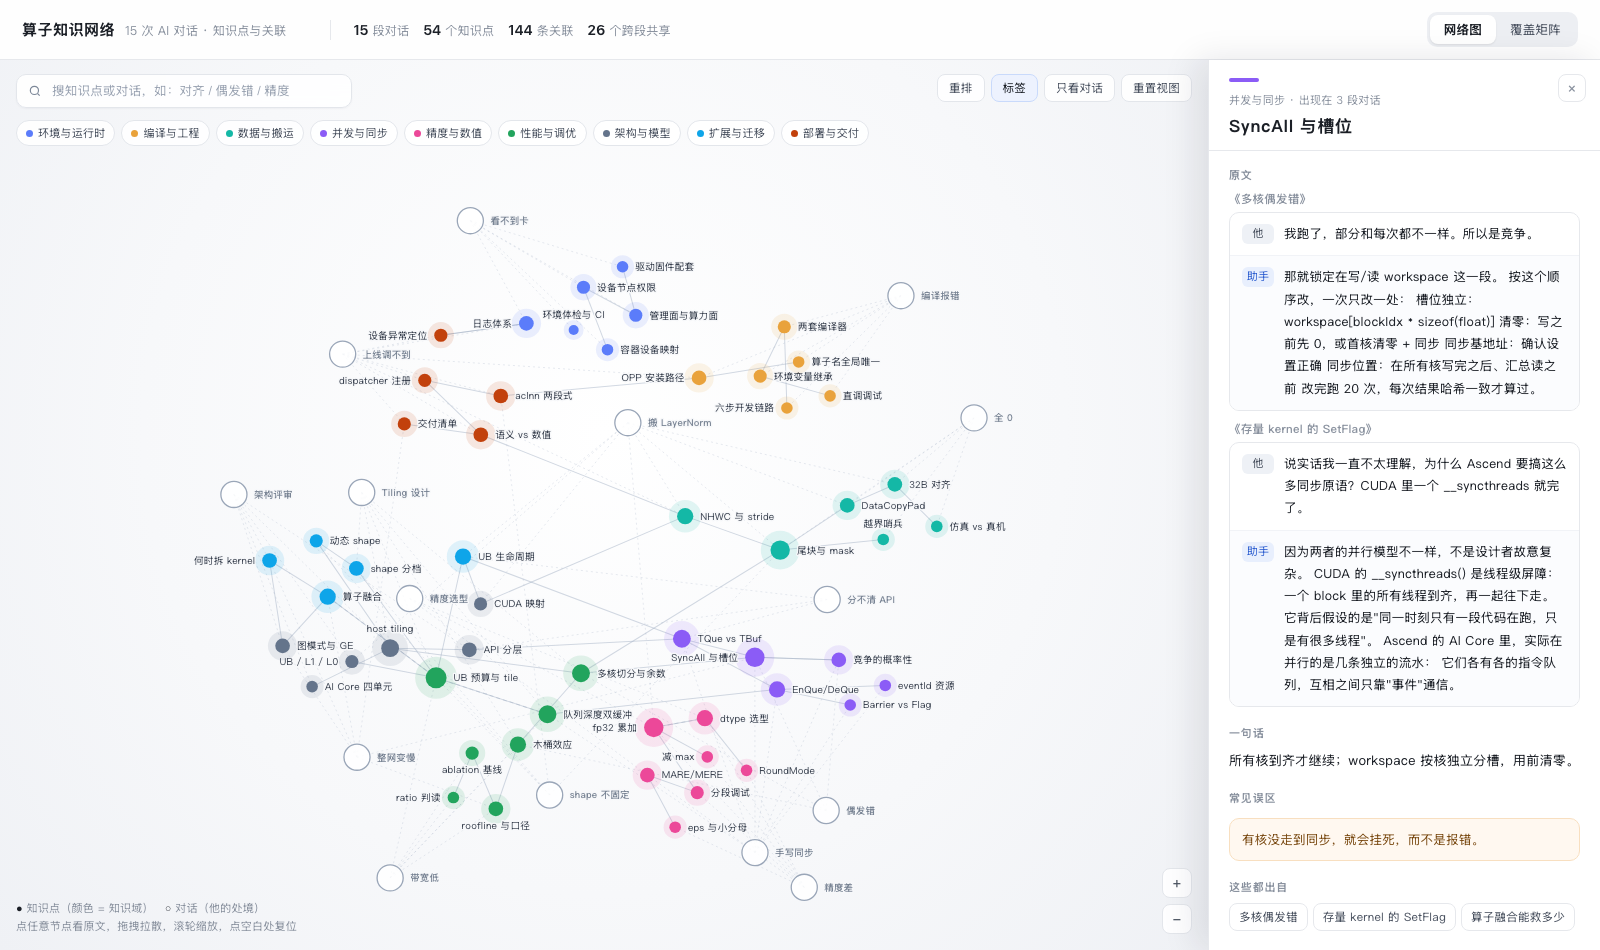 算子知识网络 15 次 AI 对话 · 知识点与关联 15 段对话 54 个知识点 144 条关联 26 个跨段共享 网络图 覆盖矩阵
搜知识点或对话，如：对齐 / 偶发错 / 精度
重排 标签 只看对话 重置视图
环境与运行时 编译与工程 数据与搬运 并发与同步 精度与数值 性能与调优 架构与模型 扩展与迁移 部署与交付
看不到卡
驱动固件配套
设备节点权限
编译报错
环境体检与 CI
管理面与算力面
日志体系
两套编译器
设备异常定位
容器设备映射
上线调不到
算子名全局唯一
OPP 安装路径
环境变量继承
dispatcher 注册
aclnn 两段式
直调调试
六步开发链路
交付清单
搬 LayerNorm
全 0
语义 vs 数值
32B 对齐
架构评审
Tiling 设计
DataCopyPad
NHWC 与 stride
越界哨兵
仿真 vs 真机
动态 shape
尾块与 mask
UB 生命周期
何时拆 kernel
shape 分档
算子融合
精度选型
CUDA 映射
分不清 API
host tiling
TQue vs TBuf
图模式与 GE
API 分层
SyncAll 与槽位
竞争的概率性
UB / L1 / L0
多核切分与余数
UB 预算与 tile
AI Core 四单元
EnQue/DeQue
eventId 资源
Barrier vs Flag
队列深度双缓冲
dtype 选型
fp32 累加
木桶效应
整网变慢
减 max
ablation 基线
MARE/MERE
RoundMode
shape 不固定
分段调试
ratio 判读
偶发错
roofline 与口径
eps 与小分母
手写同步
带宽低
精度差
知识点（颜色 = 知识域） 对话（他的处境）
点任意节点看原文，拖拽拉散，滚轮缩放，点空白处复位
+
−
×
并发与同步 · 出现在 3 段对话
SyncAll 与槽位
原文
《多核偶发错》
他 我跑了，部分和每次都不一样。所以是竞争。
助手 那就锁定在写/读 workspace 这一段。 按这个顺
序改，一次只改一处： 槽位独立：
workspace[blockIdx * sizeof(float)] 清零：写之
前先 0，或首核清零 + 同步 同步基地址：确认设
置正确 同步位置：在所有核写完之后、汇总读之
前 改完跑 20 次，每次结果哈希一致才算过。
《存量 kernel 的 SetFlag》
他 说实话我一直不太理解，为什么 Ascend 要搞这么
多同步原语？CUDA 里一个 __syncthreads 就完
了。
助手 因为两者的并行模型不一样，不是设计者故意复
杂。 CUDA 的 __syncthreads() 是线程级屏障：
一个 block 里的所有线程到齐，再一起往下走。
它背后假设的是"同一时刻只有一段代码在跑，只
是有很多线程"。 Ascend 的 AI Core 里，实际在
并行的是几条独立的流水： 它们各有各的指令队
列，互相之间只靠"事件"通信。
一句话
所有核到齐才继续；workspace 按核独立分槽，用前清零。
常见误区
有核没走到同步，就会挂死，而不是报错。
这些都出自
多核偶发错 存量 kernel 的 SetFlag 算子融合能救多少